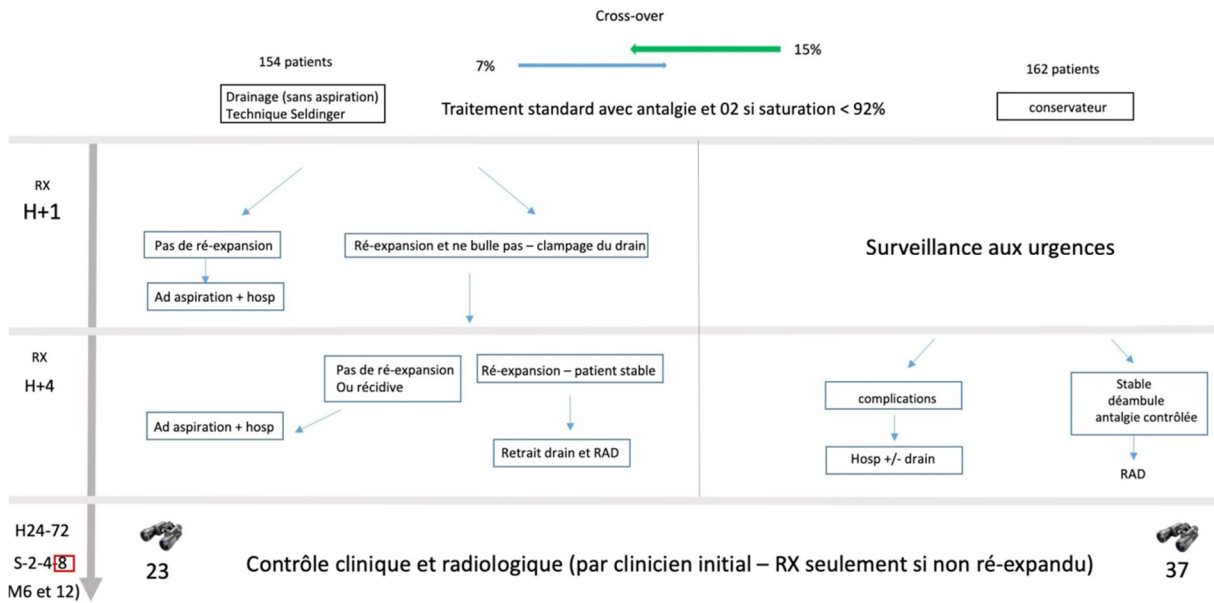 Cross-over
154 patients
7%
15%
162 patients
Drainage (sans aspiration)
Technique Seldinger
Traitement standard avec antalgie et 02 si saturation < 92%
conservateur
RX
H+1
Pas de ré-expansion
Ré-expansion et ne bulle pas – clampage du drain
Surveillance aux urgences
Ad aspiration + hosp
RX
H+4
Pas de ré-expansion
Ou récidive
Ré-expansion – patient stable
complications
Stable
déambule
antalgie contrôlée
Ad aspiration + hosp
Retrait drain et RAD
Hosp +/- drain
RAD
H24-72
S-2-4-8
M6 et 12)
23
Contrôle clinique et radiologique (par clinicien initial – RX seulement si non ré-expandu)
37